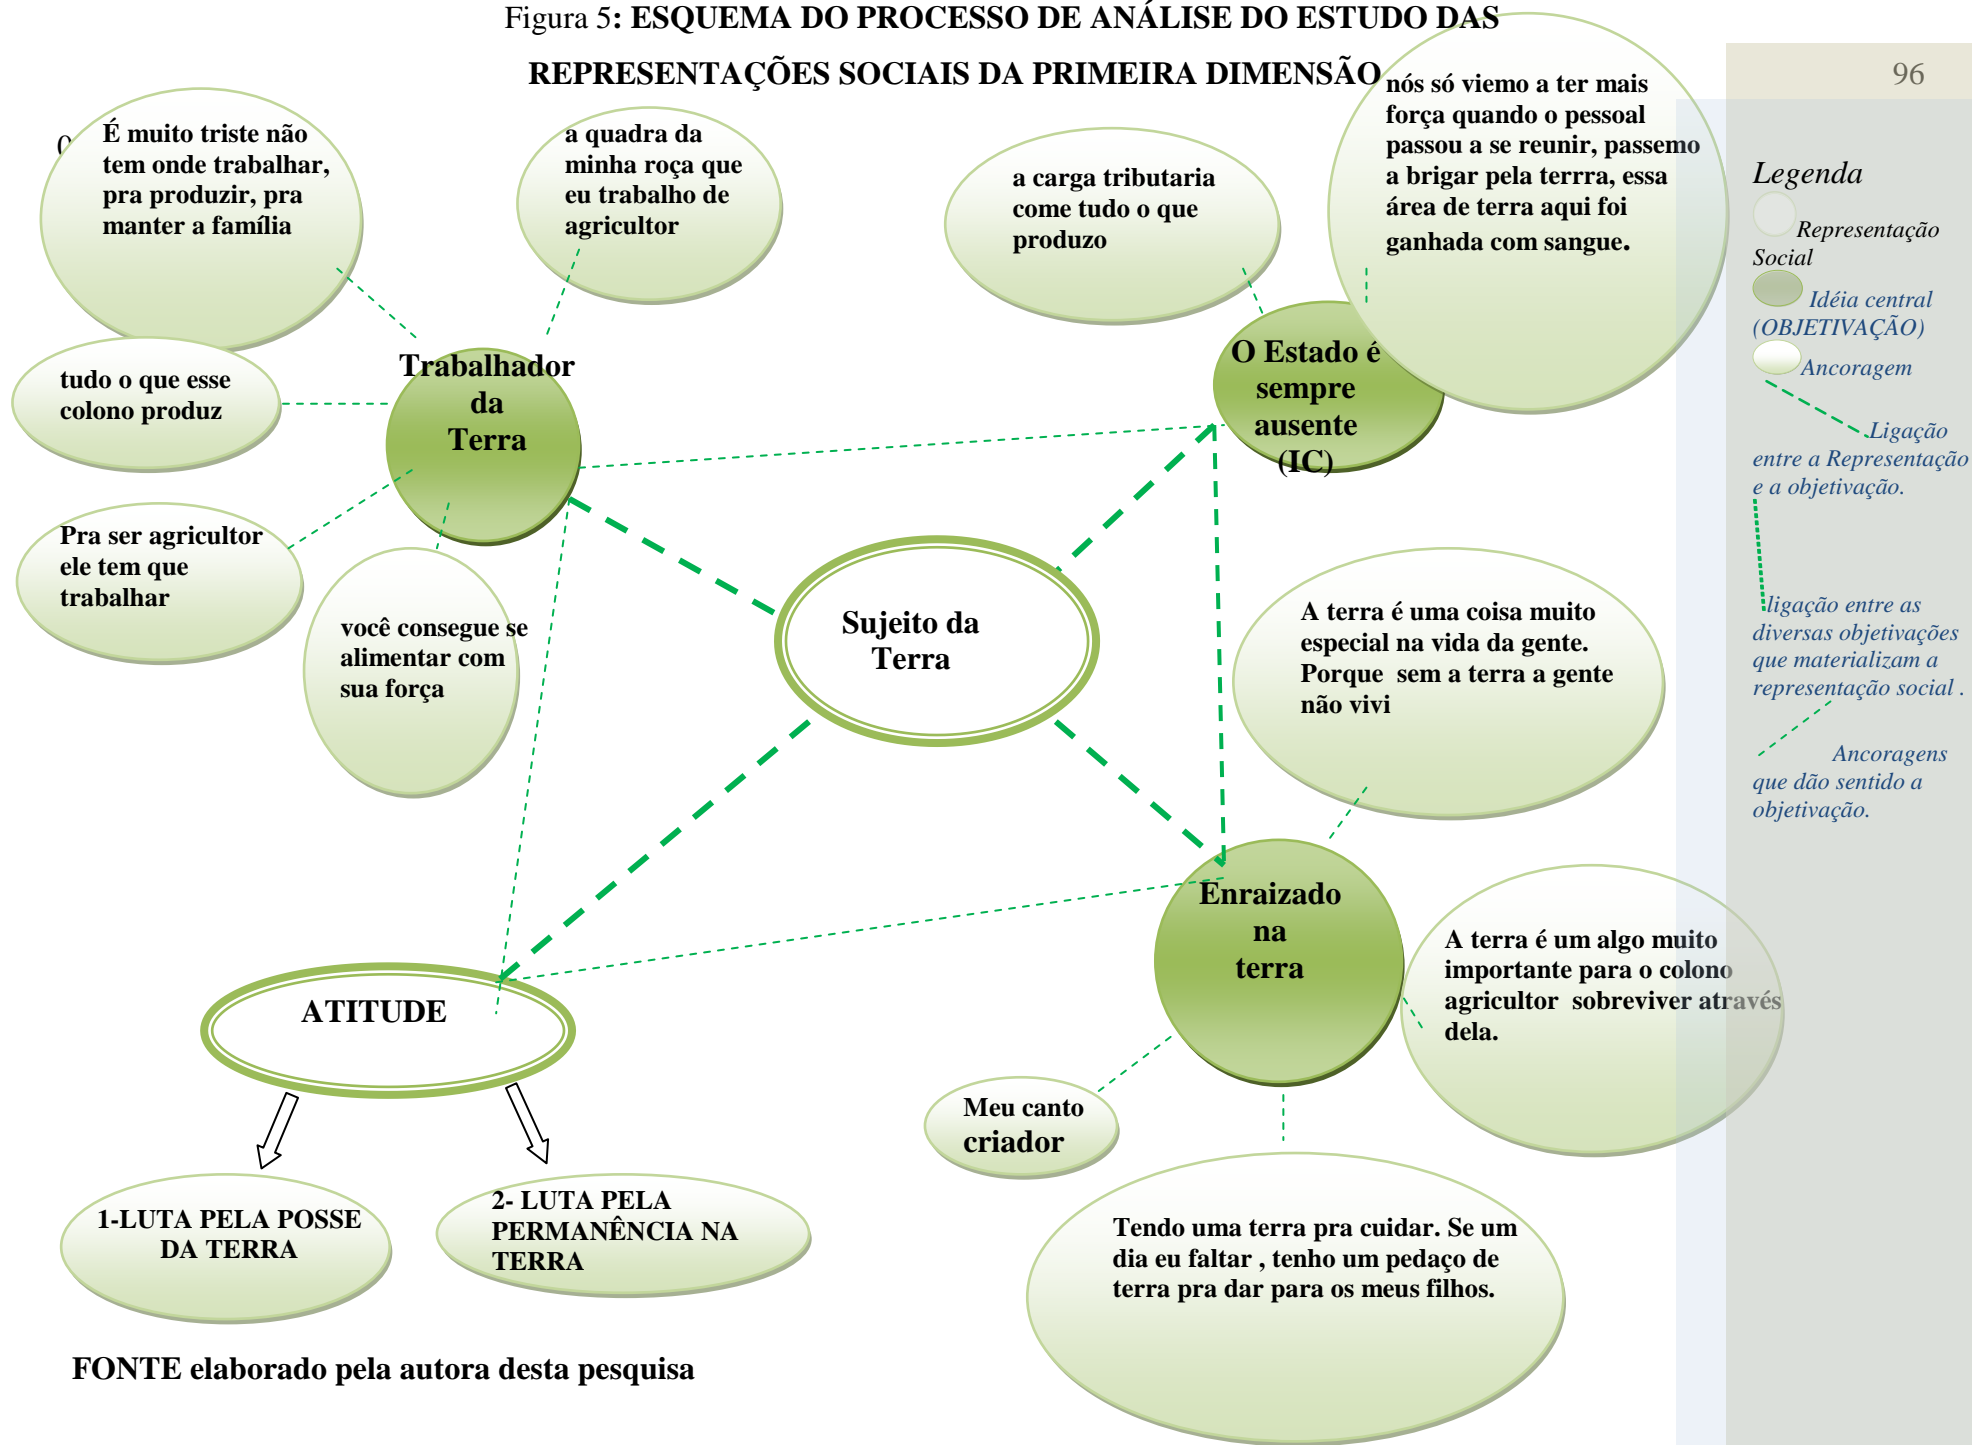 Figura 5: ESQUEMA DO PROCESSO DE ANÁLISE DO ESTUDO DAS
REPRESENTAÇÕES SOCIAIS DA PRIMEIRA DIMENSÃO
96
É muito triste não
tem onde trabalhar,
pra produzir, pra
manter a família
a quadra da
minha roça que
eu trabalho de
agricultor
a carga tributaria
come tudo o que
produzo
nós só viemo a ter mais
força quando o pessoal
passou a se reunir, passemo
a brigar pela terrra, essa
área de terra aqui foi
ganhada com sangue.
tudo o que esse
colono produz
Trabalhador
da
Terra
O Estado é
sempre
ausente
(IC)
Pra ser agricultor
ele tem que
trabalhar
você consegue se
alimentar com
sua força
Sujeito da
Terra
A terra é uma coisa muito
especial na vida da gente.
Porque  sem a terra a gente
não vivi
Enraizado
na
terra
A terra é um algo muito
importante para o colono
agricultor  sobreviver através
dela.
ATITUDE
Meu canto
criador
1-LUTA PELA POSSE
DA TERRA
2- LUTA PELA
PERMANÊNCIA NA
TERRA
Tendo uma terra pra cuidar. Se um
dia eu faltar , tenho um pedaço de
terra pra dar para os meus filhos.
FONTE elaborado pela autora desta pesquisa
Legenda
Representação
Social
Idéia central
(OBJETIVAÇÃO)
Ancoragem
Ligação
entre a Representação
e a objetivação.
ligação entre as
diversas objetivações
que materializam a
representação social .
Ancoragens
que dão sentido a
objetivação.